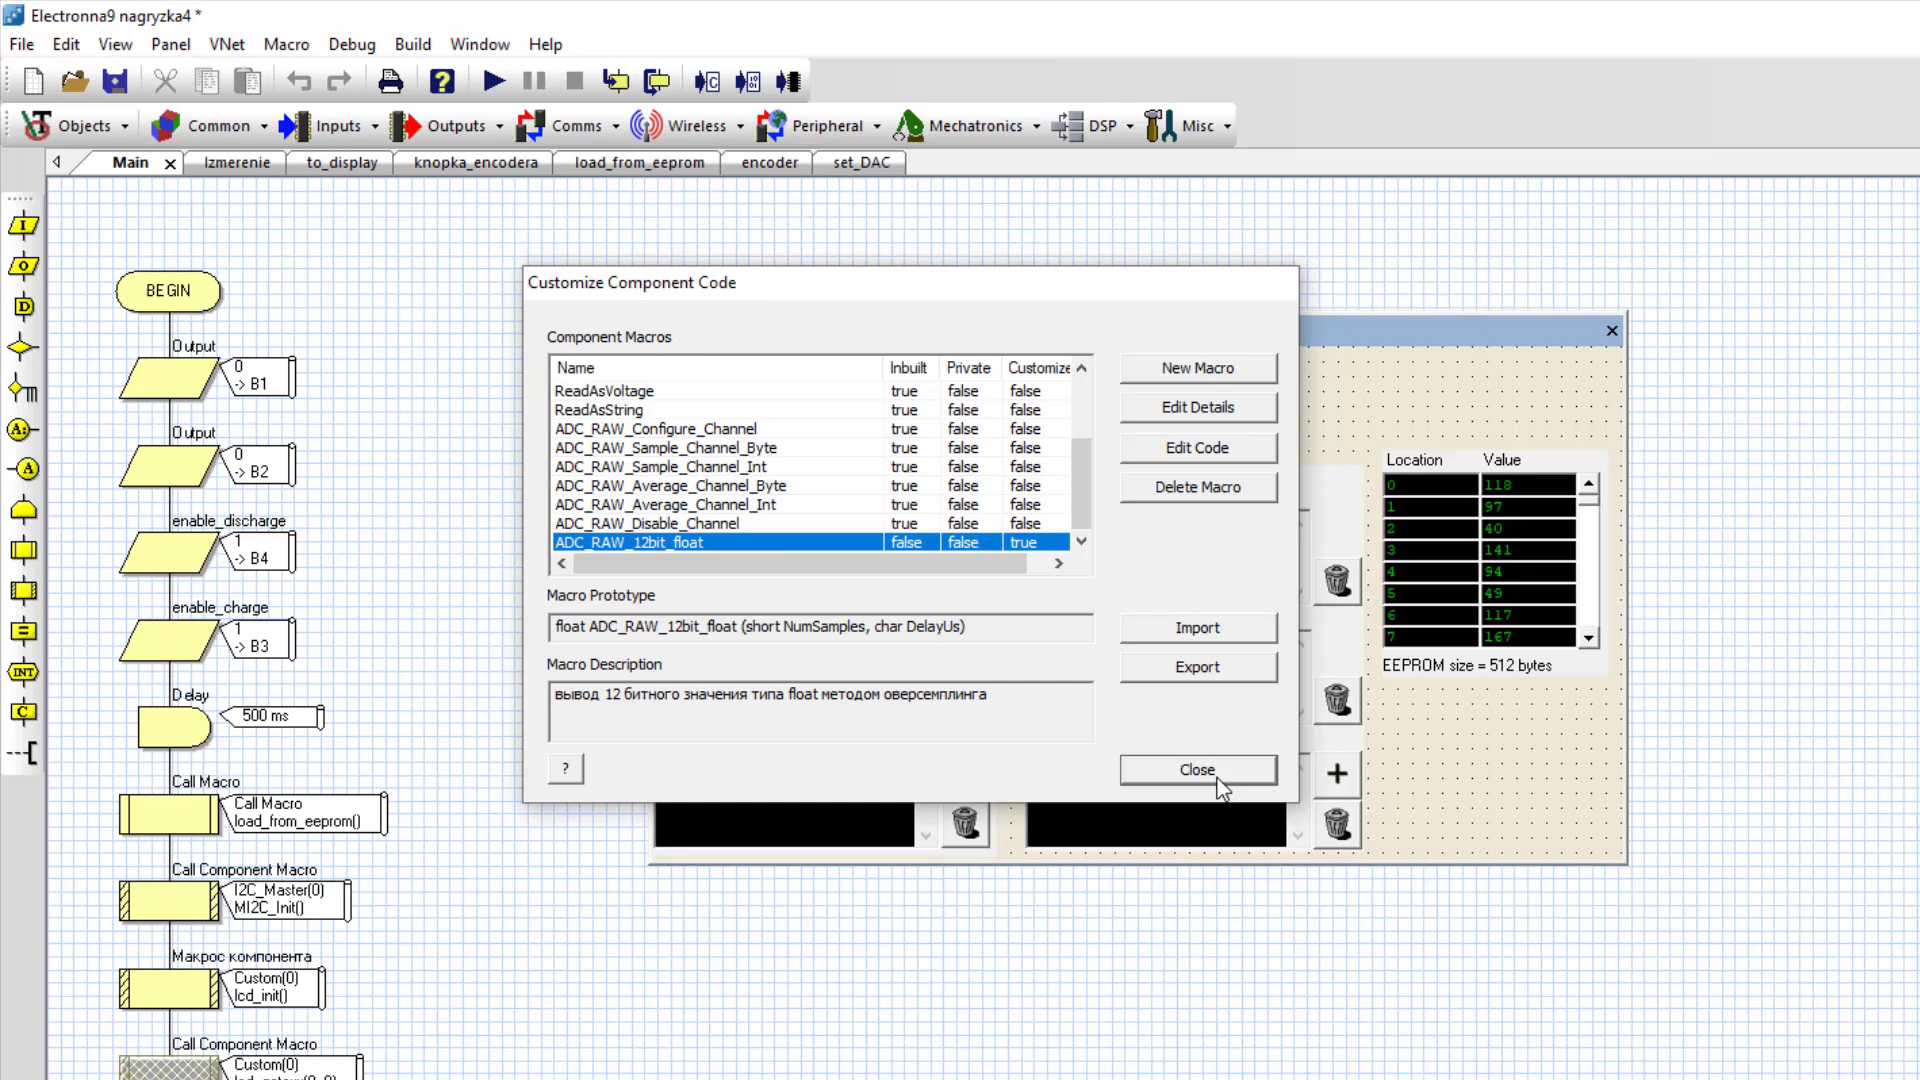 Electronna9 nagryzka4 *
File Edit View Panel VNet Macro Debug Build Window Help
Objects Common Inputs Outputs Comms Wireless Peripheral Mechatronics DSP Misc
Main Izmerenie to_display knopka_encodera load_from_eeprom encoder set_DAC
BEGIN
Output
0
-> B1
Output
0
-> B2
enable_discharge
1
-> B4
enable_charge
1
-> B3
Delay
500 ms
Call Macro
Call Macro
load_from_eeprom()
Call Component Macro
I2C_Master(0)
MI2C_Init()
Макрос компонента
Custom(0)
lcd_init()
Call Component Macro
Custom(0)
Customize Component Code
Component Macros
Name Inbuilt Private Customize
ReadAsVoltage true false false
ReadAsString true false false
ADC_RAW_Configure_Channel true false false
ADC_RAW_Sample_Channel_Byte true false false
ADC_RAW_Sample_Channel_Int true false false
ADC_RAW_Average_Channel_Byte true false false
ADC_RAW_Average_Channel_Int true false false
ADC_RAW_Disable_Channel true false false
ADC_RAW_12bit_float false false true
New Macro
Edit Details
Edit Code
Delete Macro
Macro Prototype
float ADC_RAW_12bit_float (short NumSamples, char DelayUs)
Import
Macro Description
Export
вывод 12 битного значения типа float методом оверсемплинга
?
Close
Location Value
0 118
1 97
2 40
3 141
4 94
5 49
6 117
7 167
EEPROM size = 512 bytes
I
O
D
A:
A
INT
C